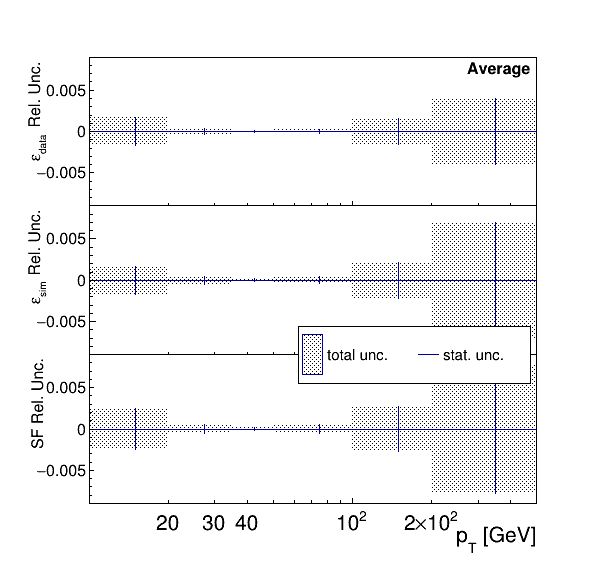 Average
ε_data Rel. Unc.
0.005
0
−0.005
ε_sim Rel. Unc.
0.005
0
−0.005
total unc.
stat. unc.
SF Rel. Unc.
0.005
0
−0.005
20 30 40 10² 2×10²
p_T [GeV]